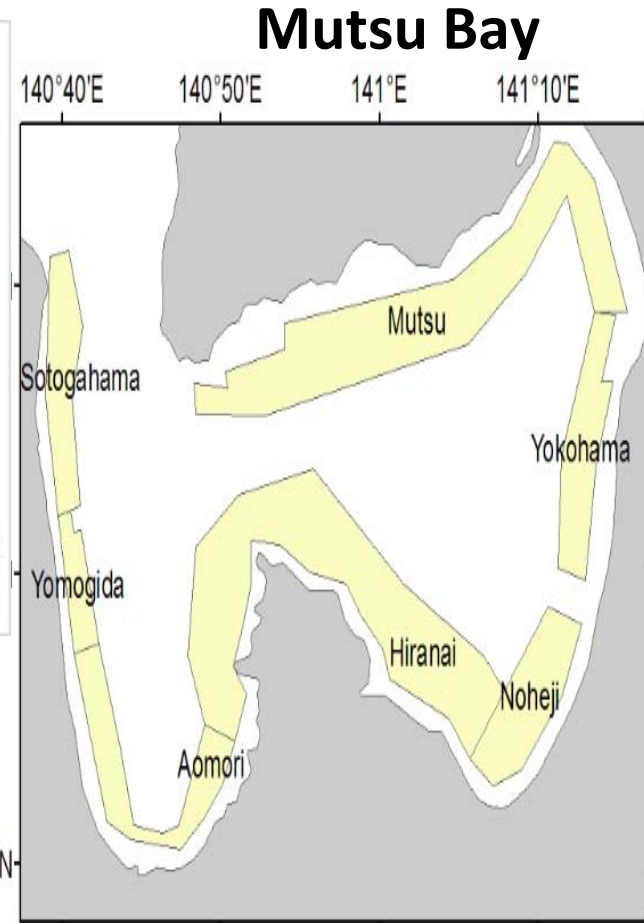 Mutsu Bay
140°40'E 140°50'E 141°E 141°10'E
Mutsu
Sotogahama
Yokohama
Yomogida
Hiranai
Noheji
Aomori
N